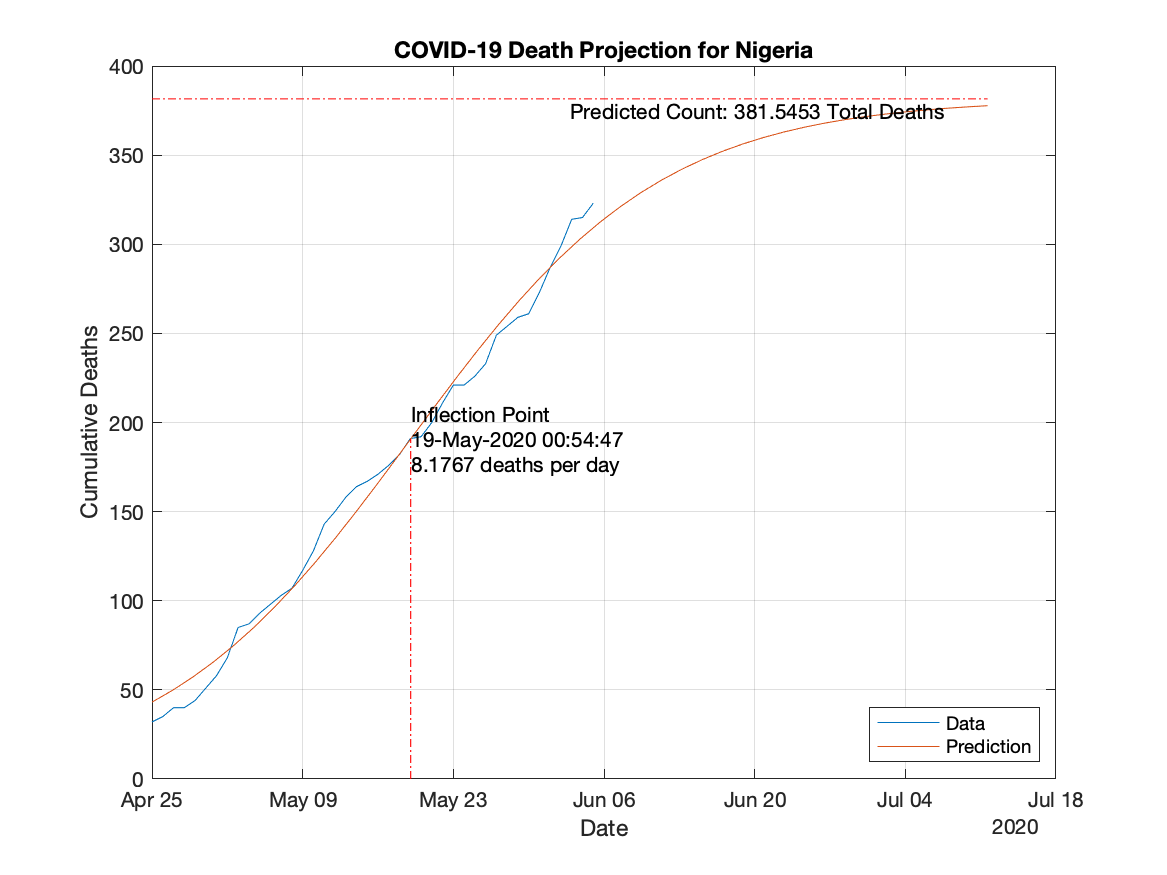 COVID-19 Death Projection for Nigeria
400
350
300
250
200
150
100
50
0
Cumulative Deaths
Predicted Count: 381.5453 Total Deaths
Inflection Point
19-May-2020 00:54:47
8.1767 deaths per day
Data
Prediction
Apr 25 May 09 May 23 Jun 06 Jun 20 Jul 04 Jul 18
Date
2020